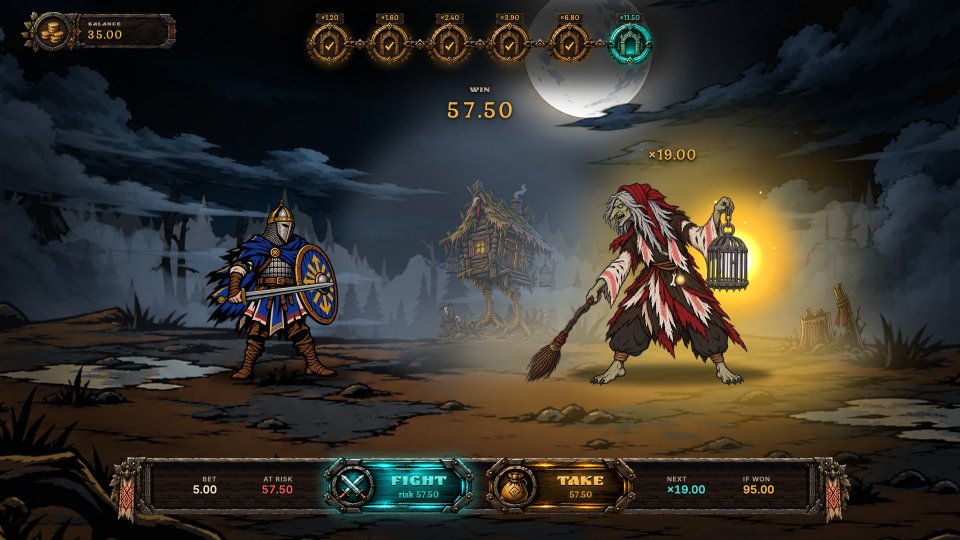 BALANCE
35.00
×1.20 ×1.60 ×2.40 ×3.90 ×6.80 ×11.50
WIN
57.50
×19.00
BET
5.00
AT RISK
57.50
FIGHT
risk 57.50
TAKE
57.50
NEXT
×19.00
IF WON
95.00